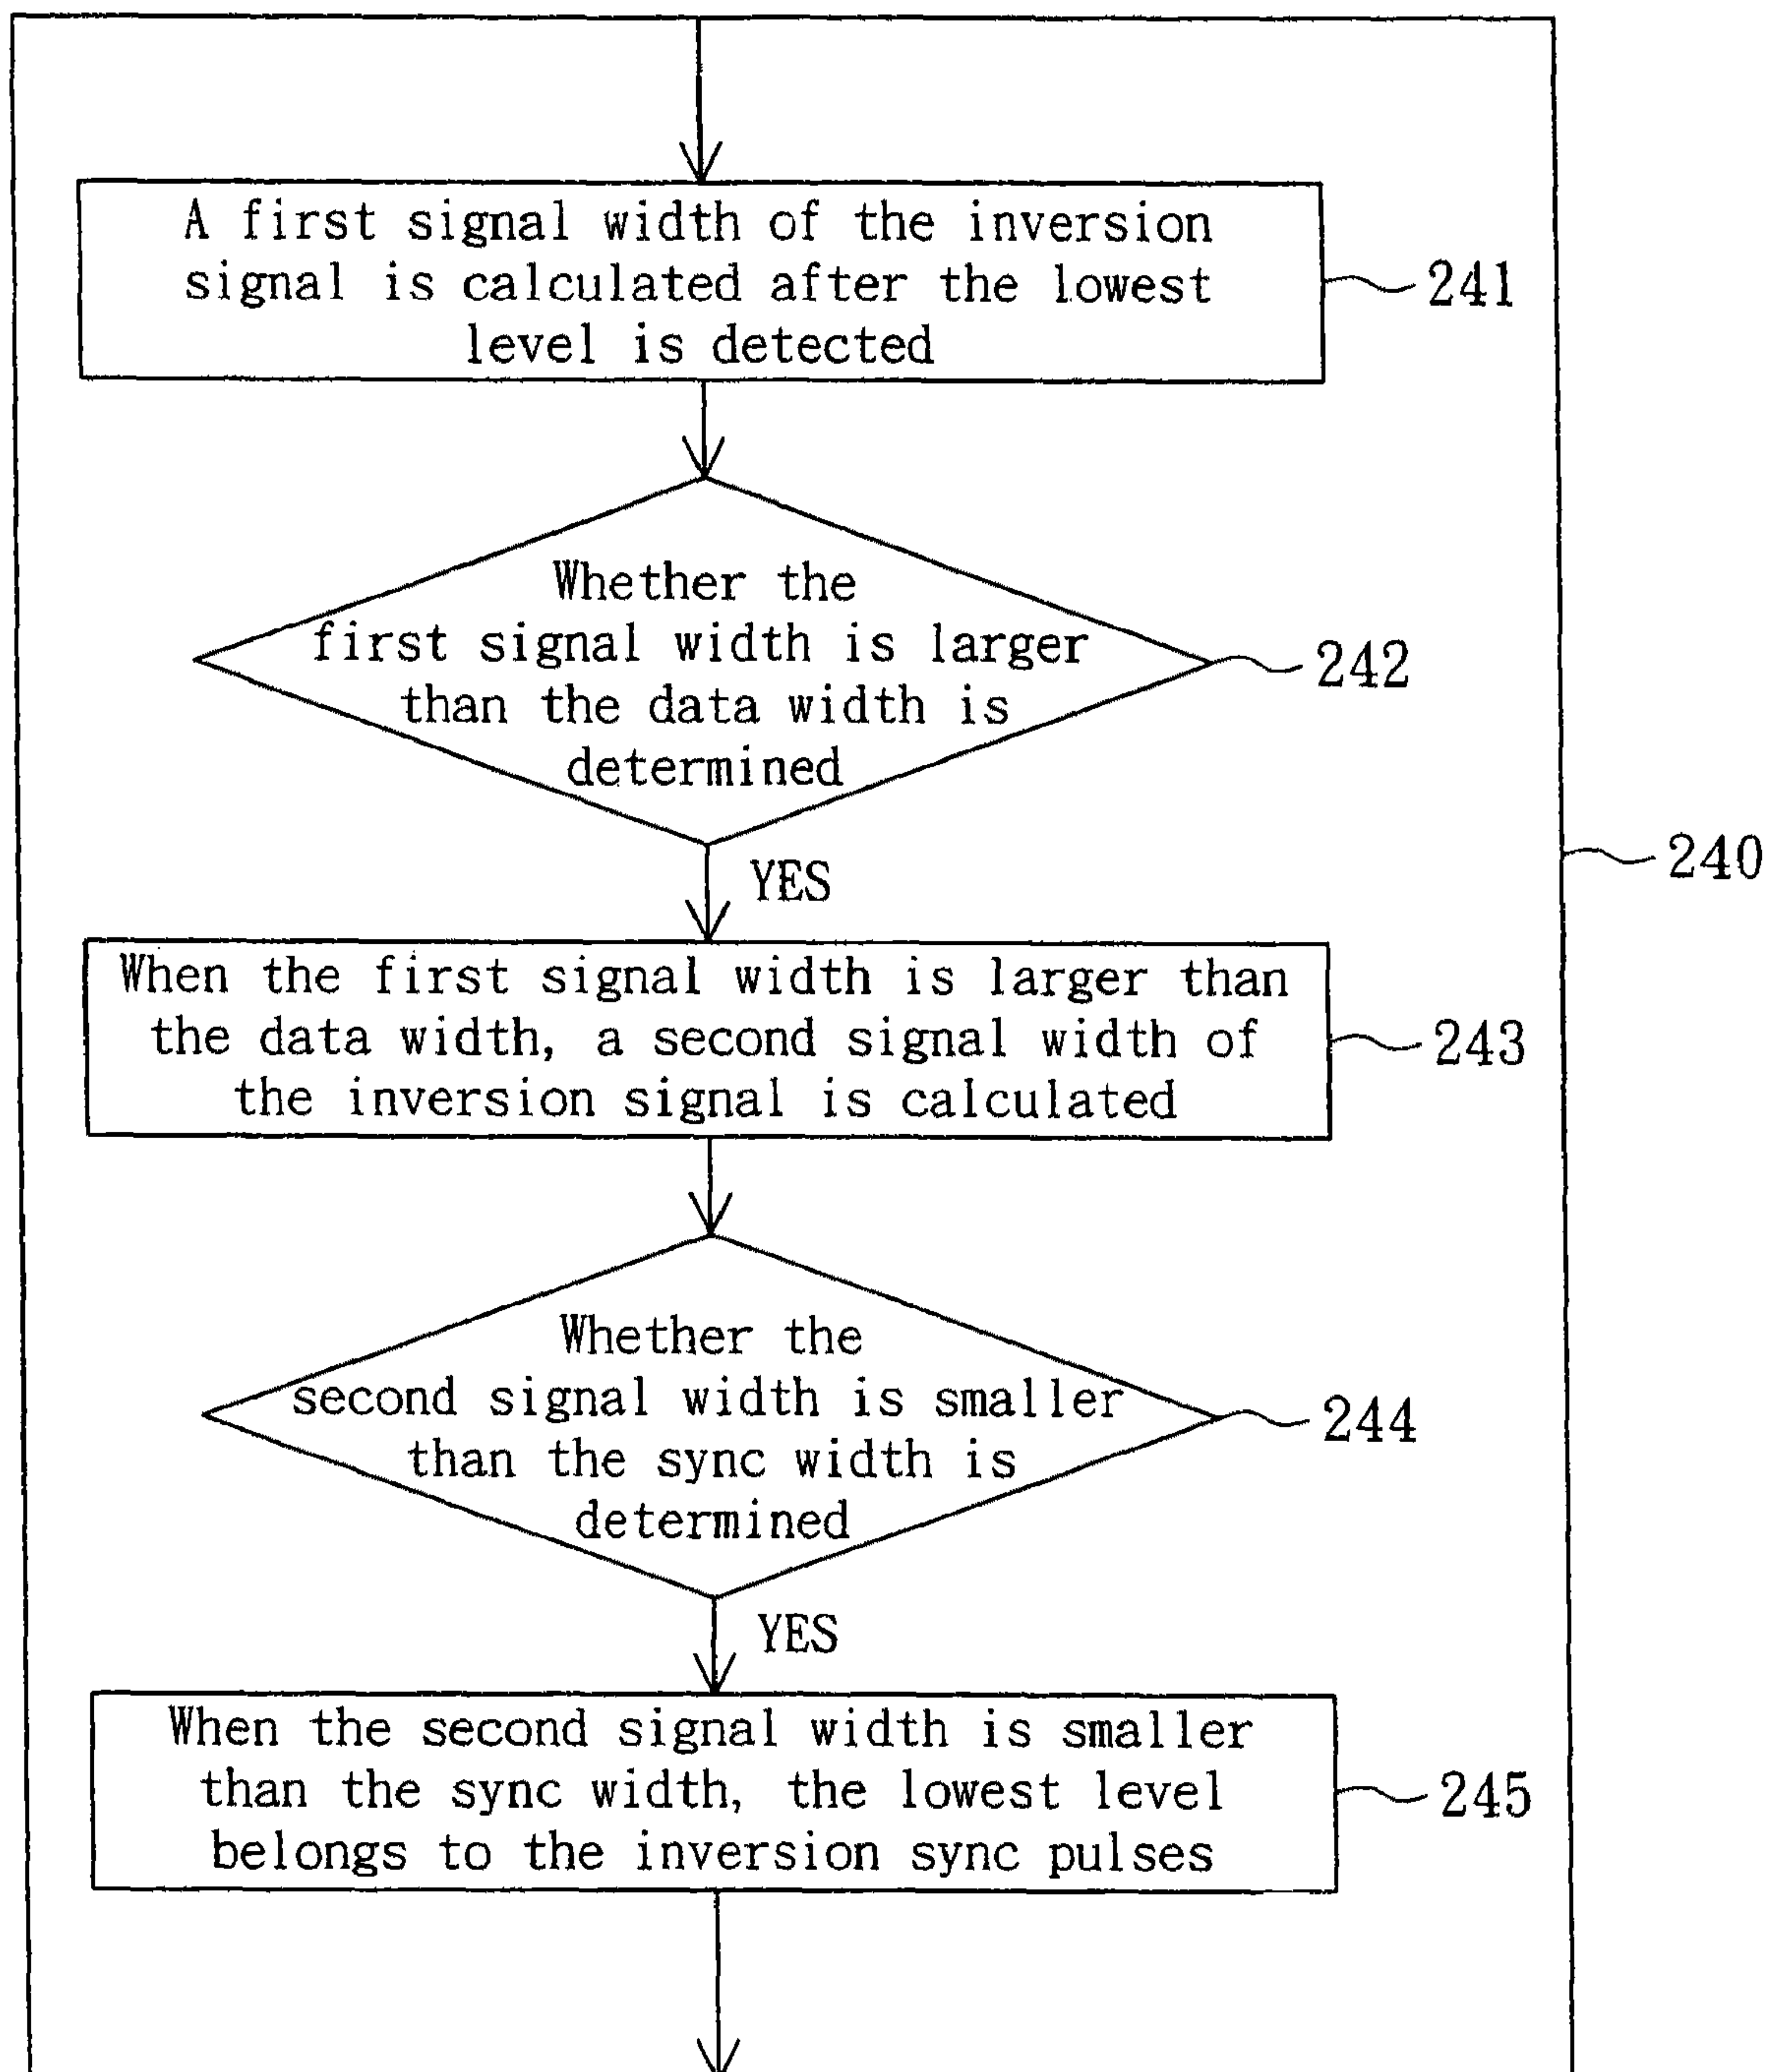 A first signal width of the inversion
signal is calculated after the lowest
level is detected
241
Whether the
first signal width is larger
than the data width is
determined
242
YES
240
When the first signal width is larger than
the data width, a second signal width of
the inversion signal is calculated
243
Whether the
second signal width is smaller
than the sync width is
determined
244
YES
When the second signal width is smaller
than the sync width, the lowest level
belongs to the inversion sync pulses
245